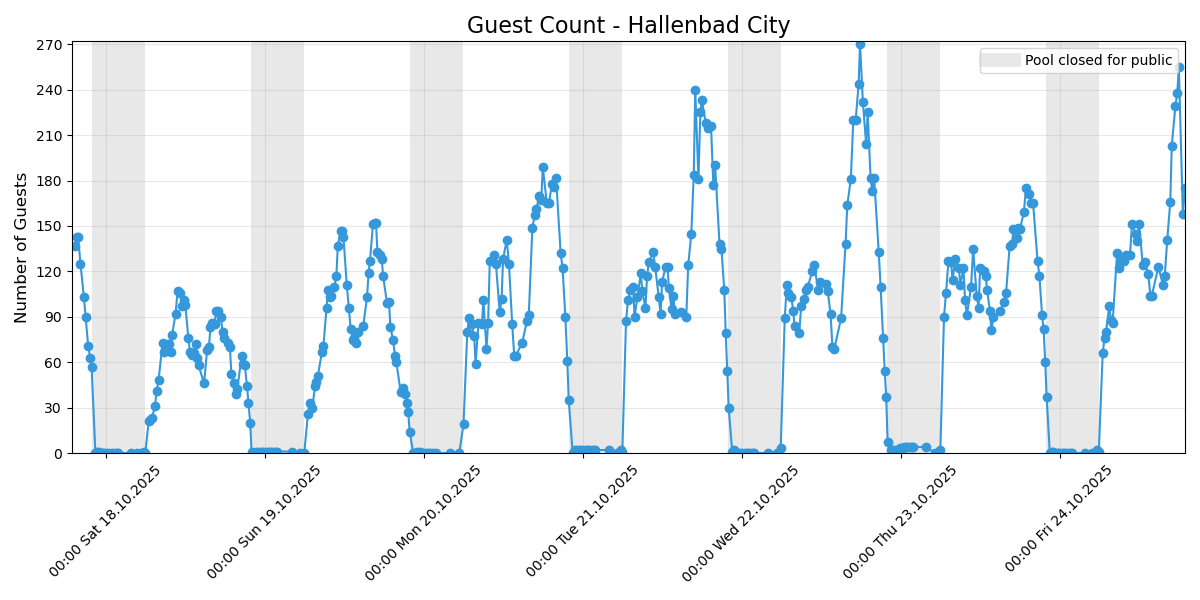 Guest Count - Hallenbad City
Pool closed for public
Number of Guests
270
240
210
180
150
120
90
60
30
0
00:00 Sat 18.10.2025
00:00 Sun 19.10.2025
00:00 Mon 20.10.2025
00:00 Tue 21.10.2025
00:00 Wed 22.10.2025
00:00 Thu 23.10.2025
00:00 Fri 24.10.2025